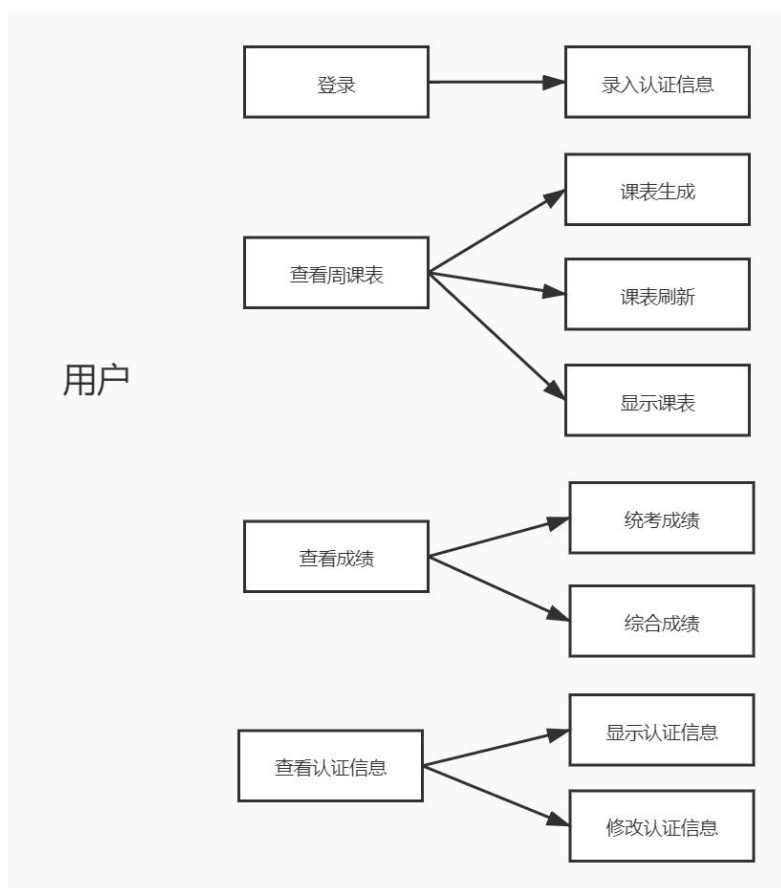 登录
录入认证信息
课表生成
查看周课表
课表刷新
用户
显示课表
统考成绩
查看成绩
综合成绩
显示认证信息
查看认证信息
修改认证信息